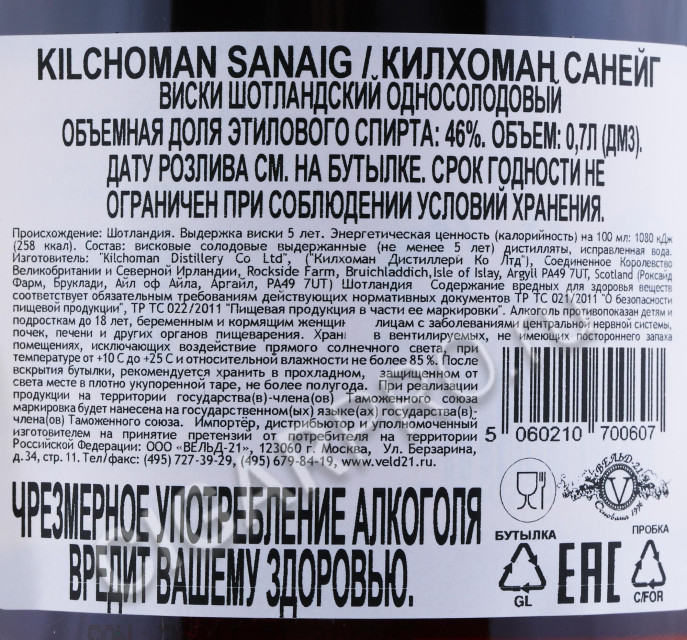 KILCHOMAN SANAIG / КИЛХОМАН САНЕЙГ
ВИСКИ ШОТЛАНДСКИЙ ОДНОСОЛОДОВЫЙ
ОБЪЕМНАЯ ДОЛЯ ЭТИЛОВОГО СПИРТА: 46%. ОБЪЕМ: 0,7Л (ДМ3).
ДАТУ РОЗЛИВА СМ. НА БУТЫЛКЕ. СРОК ГОДНОСТИ НЕ
ОГРАНИЧЕН ПРИ СОБЛЮДЕНИИ УСЛОВИЙ ХРАНЕНИЯ.
Происхождение: Шотландия. Выдержка виски 5 лет. Энергетическая ценность (калорийность) на 100 мл: 1080 кДж
(258 ккал). Состав: висковые солодовые выдержанные (не менее 5 лет) дистилляты, исправленная вода.
Изготовитель: "Kilchoman Distillery Co Ltd", ("Килхоман Дистиллери Ко Лтд"), Соединенное Королевство
Великобритании и Северной Ирландии, Rockside Farm, Bruichladdich,Isle of Islay, Argyll PA49 7UT, Scotland (Роксайд
Фарм, Брукладди, Айл оф Айла, Аргайл, PA49 7UT) Шотландия Содержание вредных для здоровья веществ
соответствует обязательным требованиям действующих нормативных документов ТР ТС 021/2011 "О безопасности
пищевой продукции", ТР ТС 022/2011 "Пищевая продукция в части ее маркировки". Алкоголь противопоказан детям и
подросткам до 18 лет, беременным и кормящим женщин лицам с заболеваниями центральной нервной системы,
почек, печени и других органов пищеварения. Хран в вентилируемых, не имеющих постороннего запаха
помещениях, исключающих воздействие прямого солнечного света, при
температуре от +10 С до +25 С и относительной влажности не более 85 %. После
вскрытия бутылки, рекомендуется хранить в прохладном, защищенном от
света месте в плотно укупоренной таре, не более полугода. При реализации
продукции на территории государства(в)-члена(ов) Таможенного союза
маркировка будет нанесена на государственном(ых) языке(ах) государства(в)-
члена(ов) Таможенного союза. Импортёр, дистрибьютор, уполномоченный
изготовителем на принятие претензий от потребителя на территории
Российской Федерации: ООО «ВЕЛЬД-21», 123060 г. Москва, Ул. Берзарина,
д.34, стр. 11. Тел/факс: (495) 727-39-29, (495) 679-84-19, www.veld21.ru.
5 060210 700607
ВЕЛЬД-21
V
Основана 1996
ЧРЕЗМЕРНОЕ УПОТРЕБЛЕНИЕ АЛКОГОЛЯ
ВРЕДИТ ВАШЕМУ ЗДОРОВЬЮ.
БУТЫЛКА
ПРОБКА
GL
EAC
C/FOR